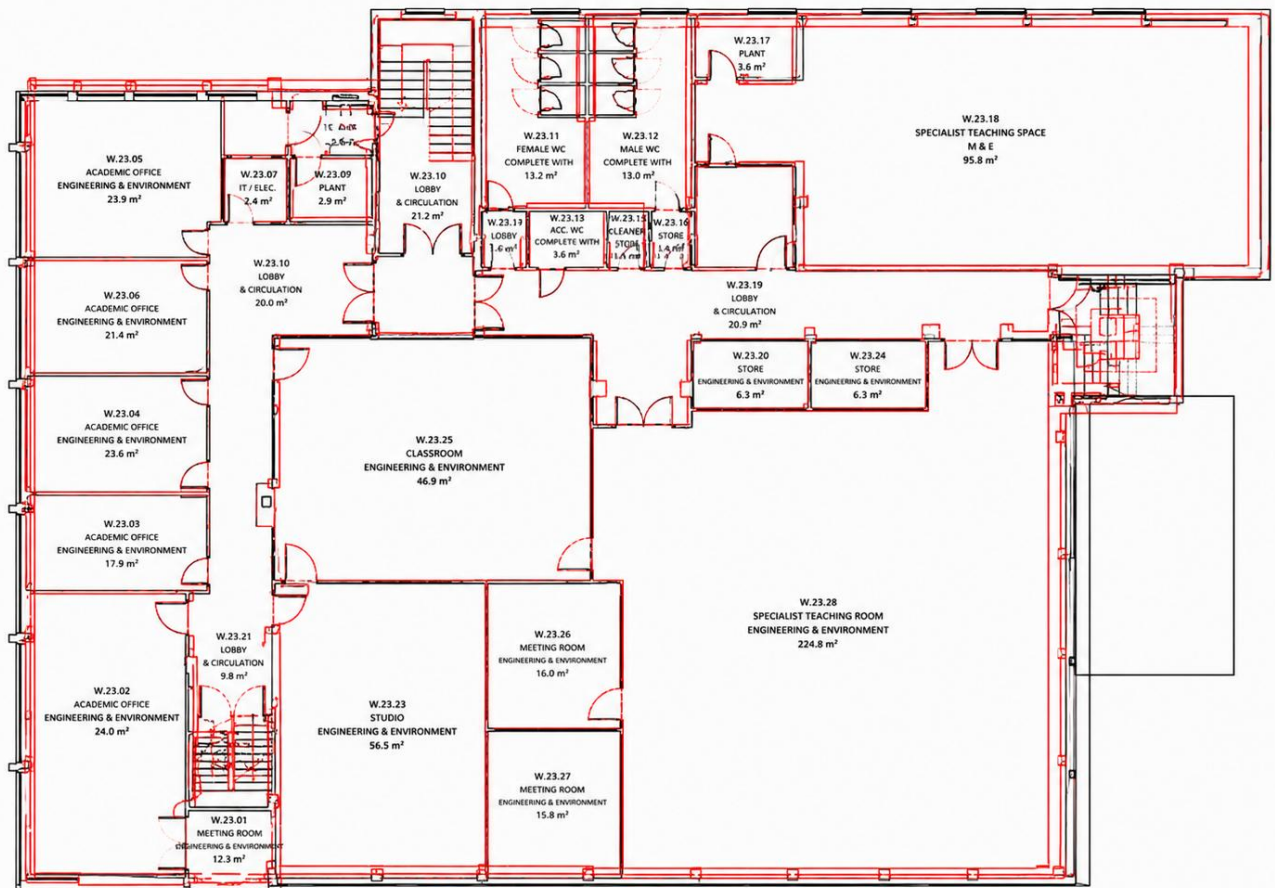 W.23.17
PLANT
3.6 m²
W.23.18
SPECIALIST TEACHING SPACE
M & E
95.8 m²
W.23.11
FEMALE WC
COMPLETE WITH
13.2 m²
W.23.12
MALE WC
COMPLETE WITH
13.0 m²
W.23.05
ACADEMIC OFFICE
ENGINEERING & ENVIRONMENT
23.9 m²
W.23.07
IT / ELEC.
2.4 m²
W.23.09
PLANT
2.9 m²
W.23.10
LOBBY
& CIRCULATION
21.2 m²
LOBBY
W.23.13
ACC. WC
COMPLETE WITH
3.6 m²
CLEANER
STORE
W.23.16
STORE
W.23.10
LOBBY
& CIRCULATION
20.0 m²
W.23.06
ACADEMIC OFFICE
ENGINEERING & ENVIRONMENT
21.4 m²
W.23.19
LOBBY
& CIRCULATION
20.9 m²
W.23.20
STORE
ENGINEERING & ENVIRONMENT
6.3 m²
W.23.24
STORE
ENGINEERING & ENVIRONMENT
6.3 m²
W.23.04
ACADEMIC OFFICE
ENGINEERING & ENVIRONMENT
23.6 m²
W.23.25
CLASSROOM
ENGINEERING & ENVIRONMENT
46.9 m²
W.23.03
ACADEMIC OFFICE
ENGINEERING & ENVIRONMENT
17.9 m²
W.23.28
SPECIALIST TEACHING ROOM
ENGINEERING & ENVIRONMENT
224.8 m²
W.23.21
LOBBY
& CIRCULATION
9.8 m²
W.23.26
MEETING ROOM
ENGINEERING & ENVIRONMENT
16.0 m²
W.23.02
ACADEMIC OFFICE
ENGINEERING & ENVIRONMENT
24.0 m²
W.23.23
STUDIO
ENGINEERING & ENVIRONMENT
56.5 m²
W.23.27
MEETING ROOM
ENGINEERING & ENVIRONMENT
15.8 m²
W.23.01
MEETING ROOM
ENGINEERING & ENVIRONMENT
12.3 m²